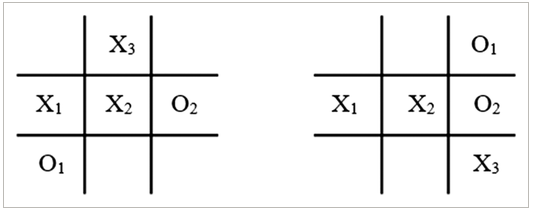 X₃ O₁
X₁ X₂ O₂ X₁ X₂ O₂
O₁ X₃